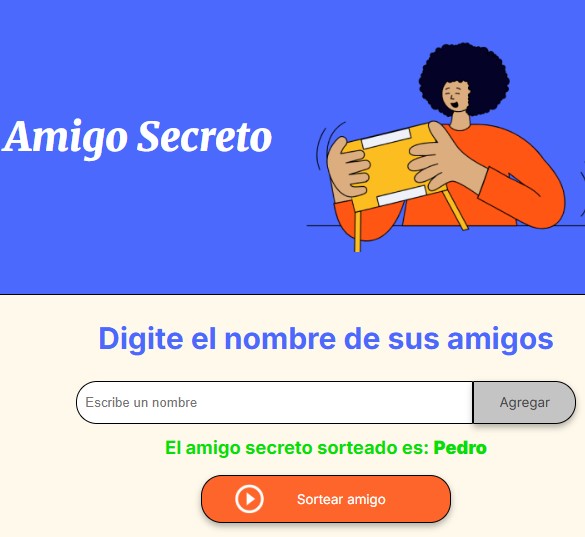 Amigo Secreto
Digite el nombre de sus amigos
Escribe un nombre
Agregar
El amigo secreto sorteado es: Pedro
Sortear amigo